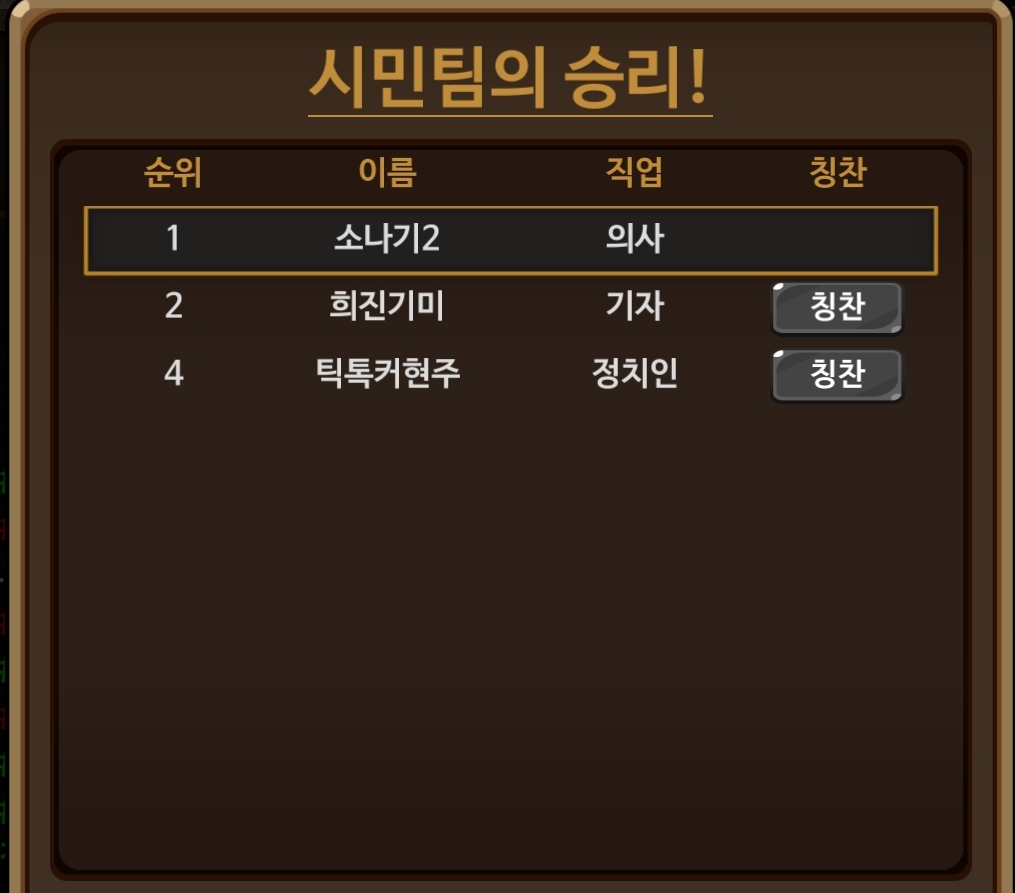 시민팀의 승리!
순위 이름 직업 칭찬
1 소나기2 의사
2 희진기미 기자 칭찬
4 틱톡커현주 정치인 칭찬